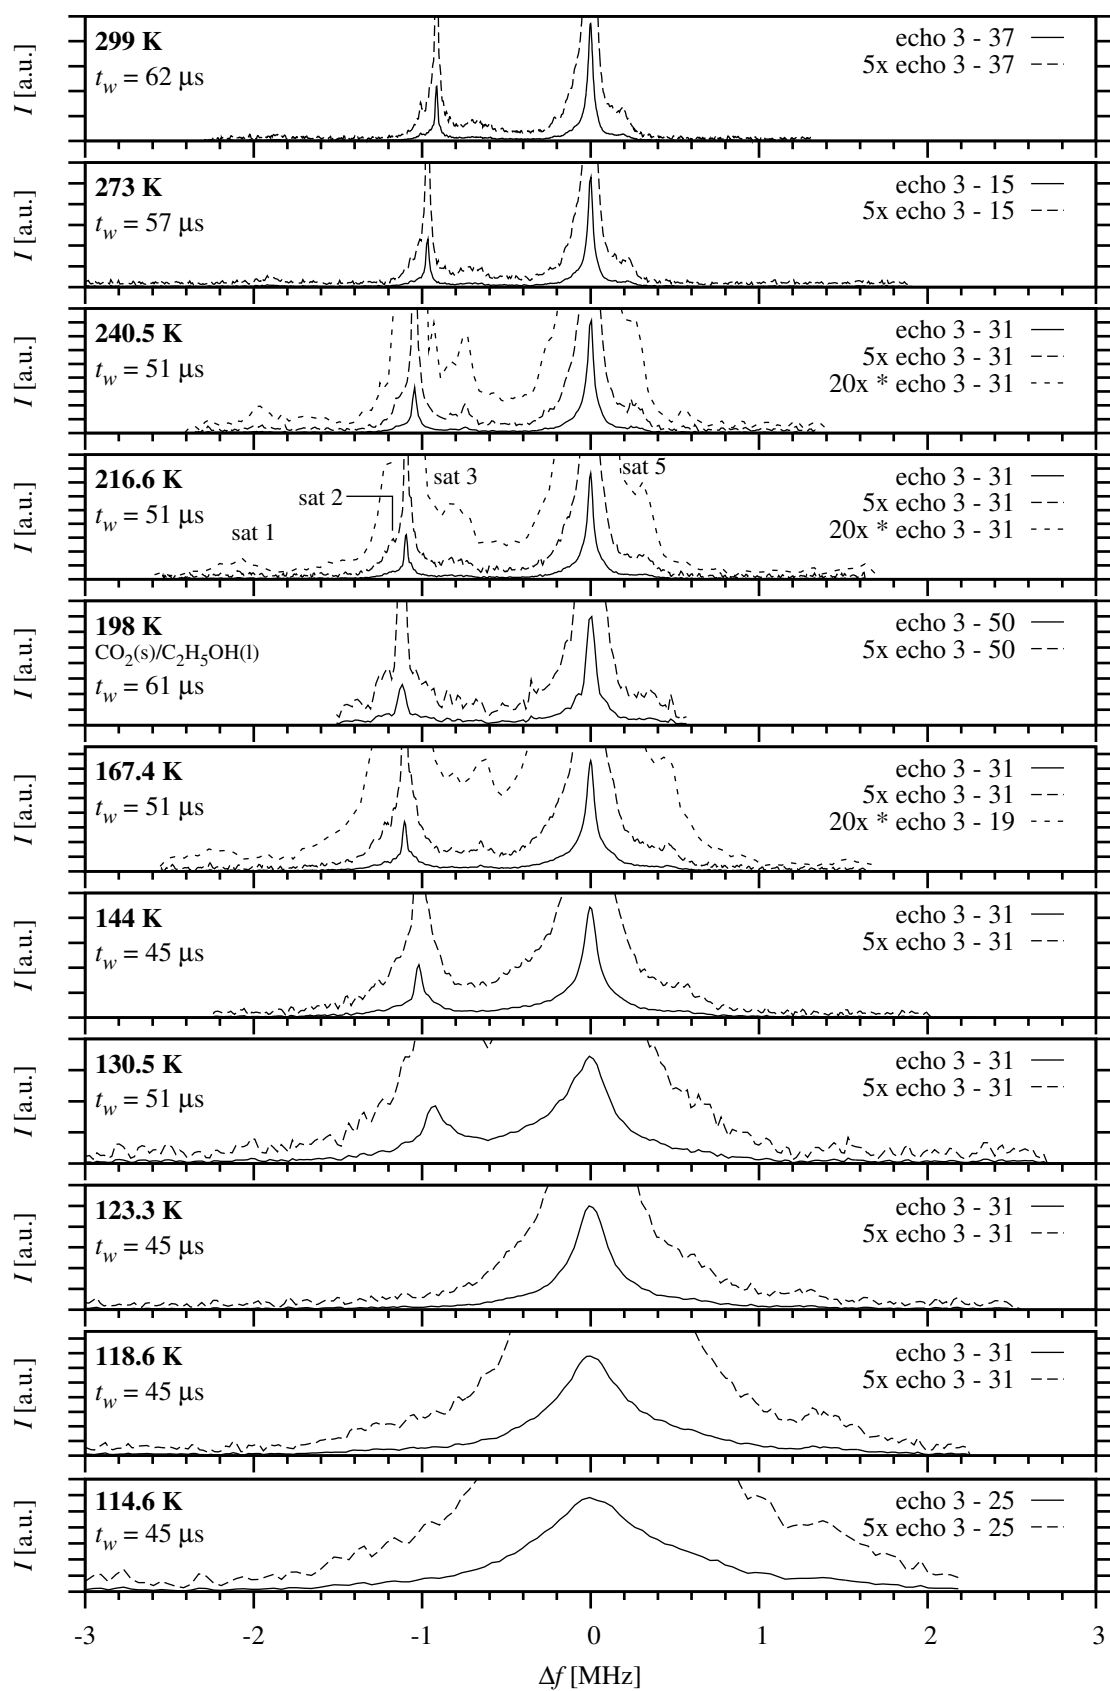 299 K
t_w = 62 μs
echo 3 - 37
5x echo 3 - 37
I [a.u.]
273 K
t_w = 57 μs
echo 3 - 15
5x echo 3 - 15
I [a.u.]
240.5 K
t_w = 51 μs
echo 3 - 31
5x echo 3 - 31
20x * echo 3 - 31
I [a.u.]
216.6 K
t_w = 51 μs
sat 1
sat 2
sat 3
sat 5
echo 3 - 31
5x echo 3 - 31
20x * echo 3 - 31
I [a.u.]
198 K
CO₂(s)/C₂H₅OH(l)
t_w = 61 μs
echo 3 - 50
5x echo 3 - 50
I [a.u.]
167.4 K
t_w = 51 μs
echo 3 - 31
5x echo 3 - 31
20x * echo 3 - 19
I [a.u.]
144 K
t_w = 45 μs
echo 3 - 31
5x echo 3 - 31
I [a.u.]
130.5 K
t_w = 51 μs
echo 3 - 31
5x echo 3 - 31
I [a.u.]
123.3 K
t_w = 45 μs
echo 3 - 31
5x echo 3 - 31
I [a.u.]
118.6 K
t_w = 45 μs
echo 3 - 31
5x echo 3 - 31
I [a.u.]
114.6 K
t_w = 45 μs
echo 3 - 25
5x echo 3 - 25
I [a.u.]
-3 -2 -1 0 1 2 3
Δf [MHz]